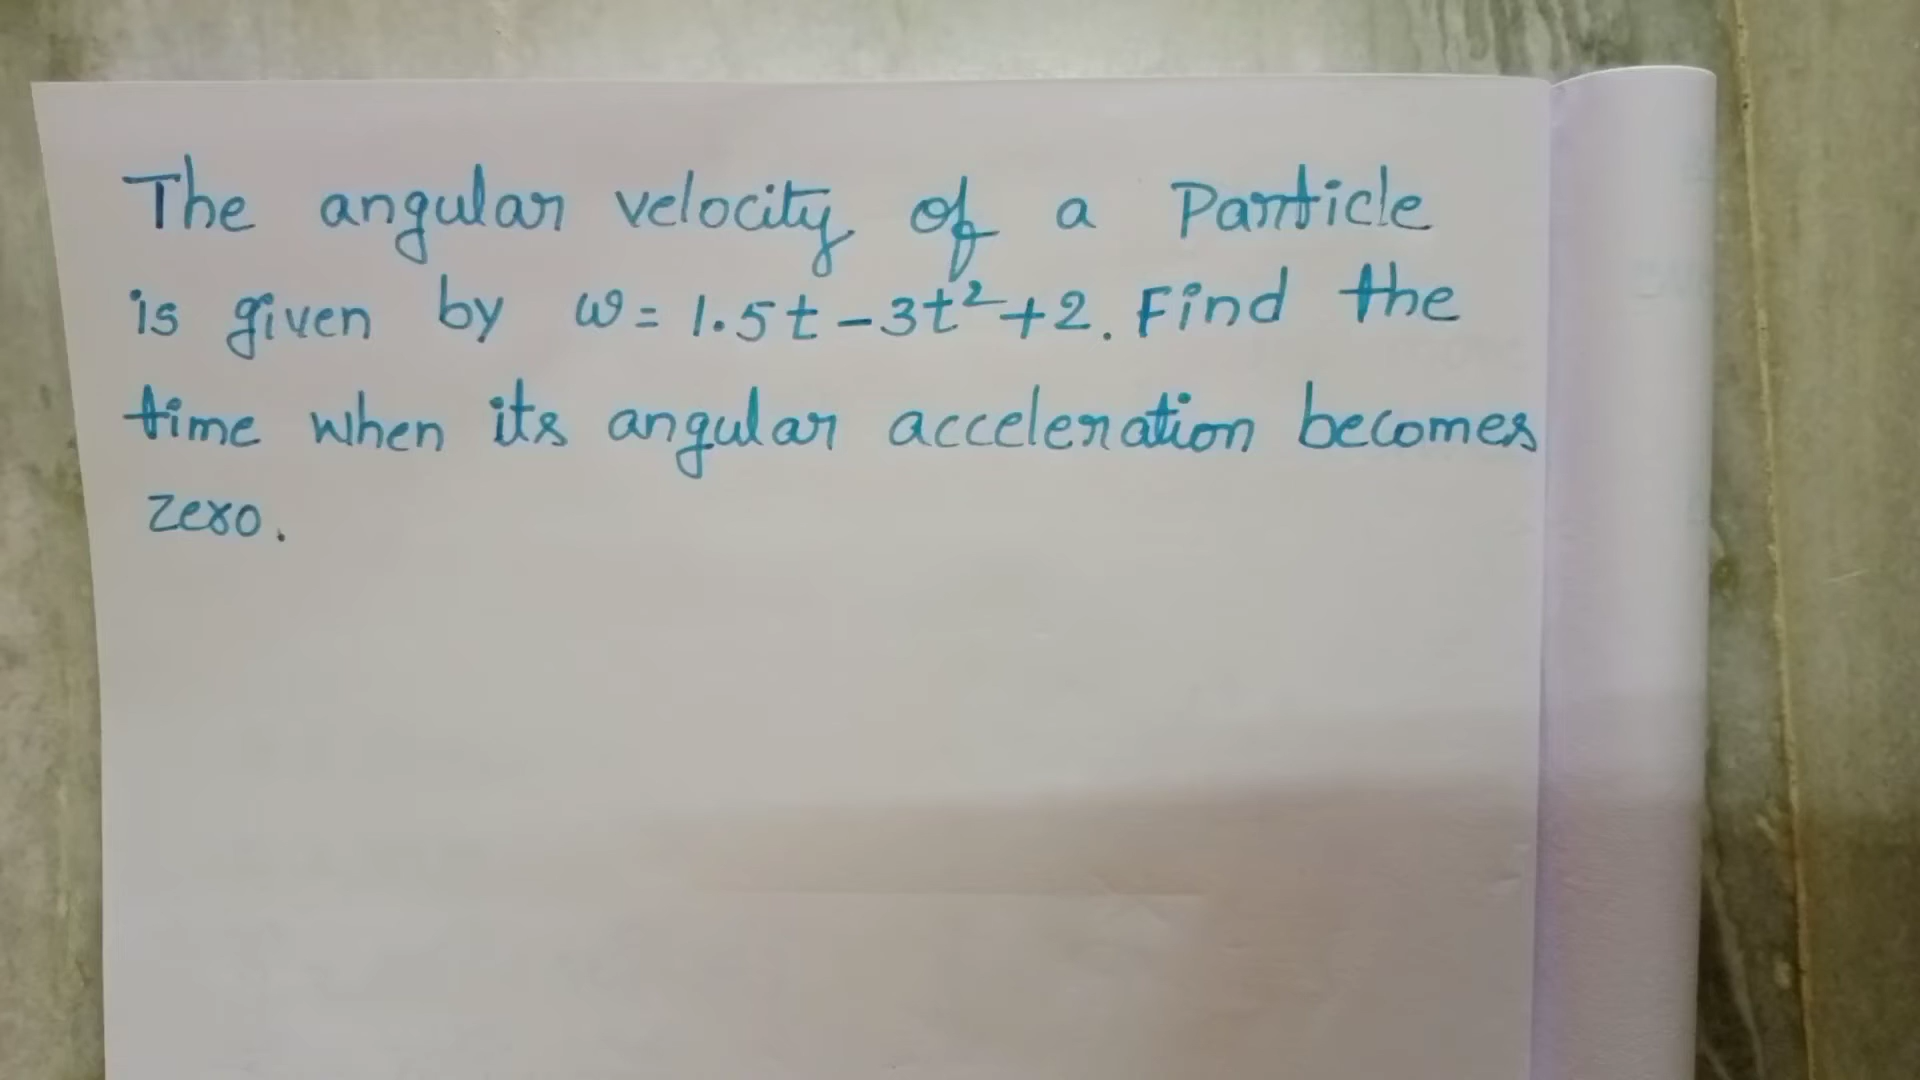 The angular velocity of a Particle
is given by ω = 1.5t - 3t² + 2. Find the
time when its angular acceleration becomes
zero.